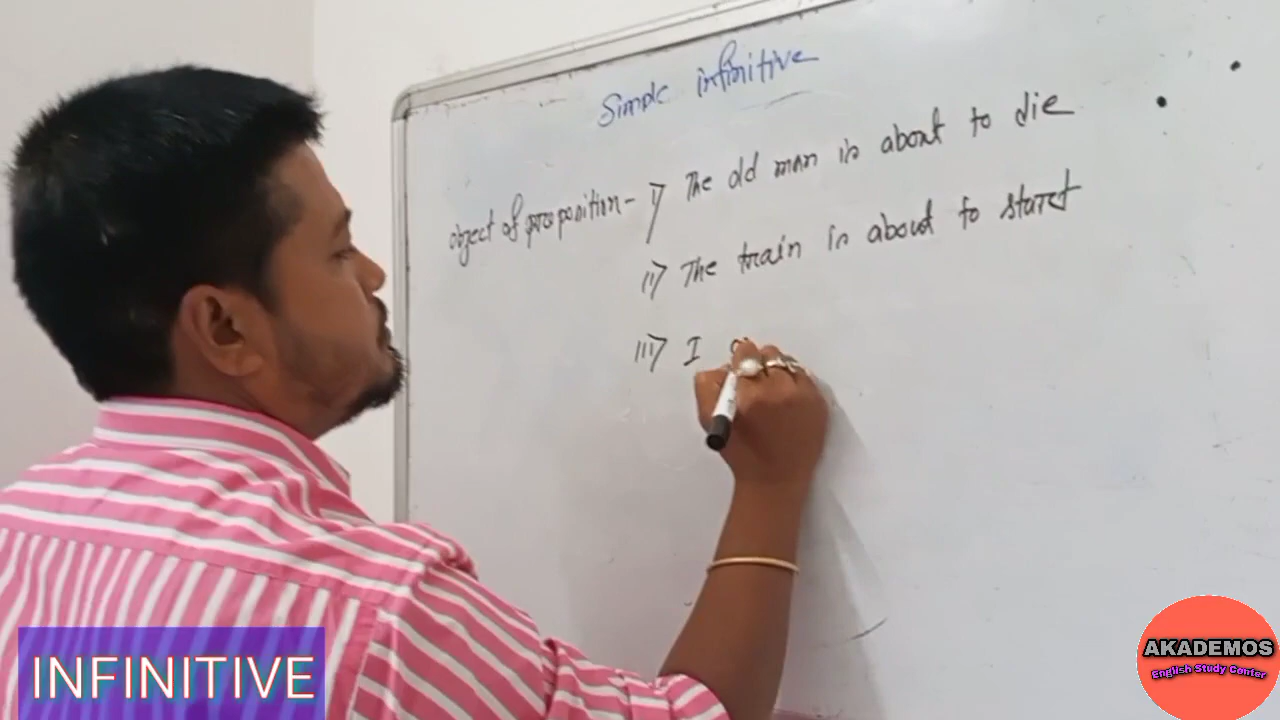 Simple infinitive
object of preposition - i) The old man is about to die
ii) The train is about to start
iii) I
INFINITIVE
AKADEMOS
English Study Center